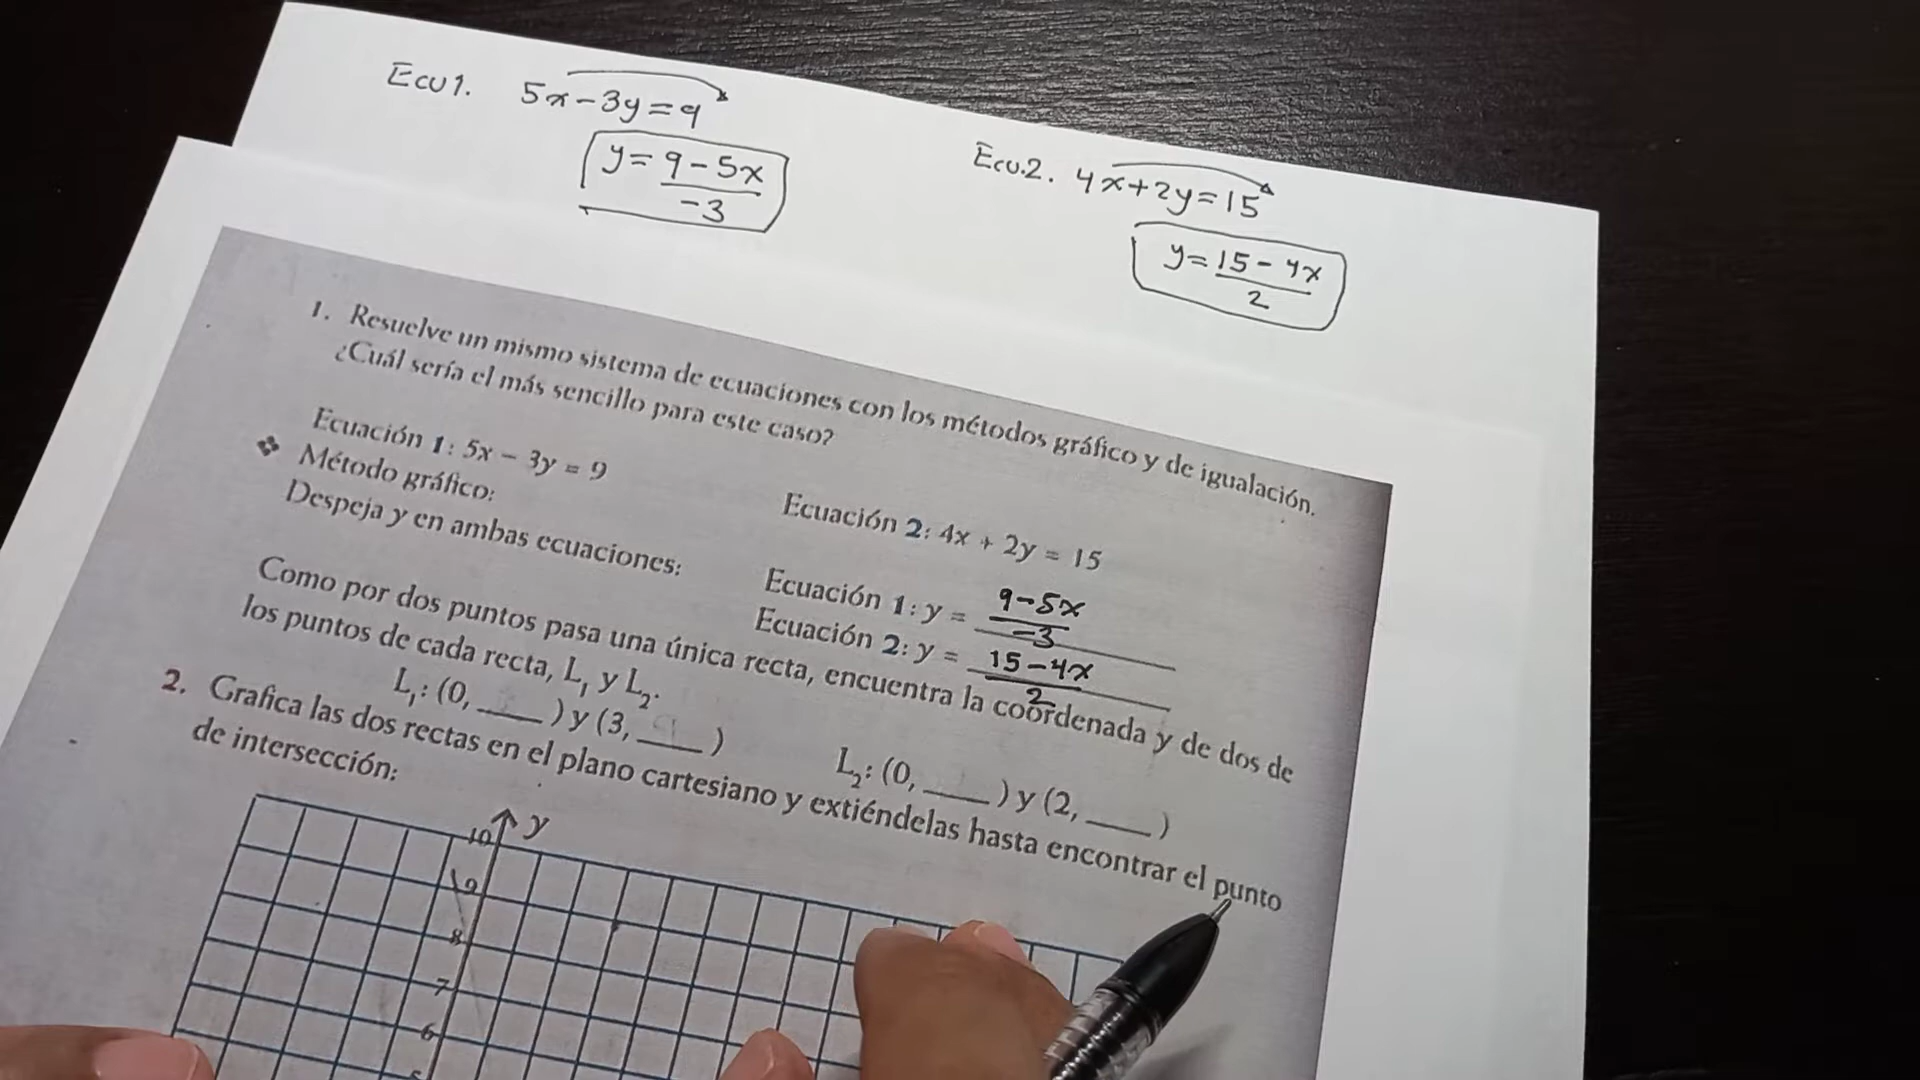 Ecu1. 5x-3y=9
y= 9-5x
-3
Ecu.2. 4x+2y=15
y= 15-4x
2
1. Resuelve un mismo sistema de ecuaciones con los métodos gráfico y de igualación.
¿Cuál sería el más sencillo para este caso?
Ecuación 1: 5x – 3y = 9
Ecuación 2: 4x + 2y = 15
❖ Método gráfico:
Despeja y en ambas ecuaciones:
Ecuación 1: y = 9-5x
-3
Ecuación 2: y = 15-4x
2
Como por dos puntos pasa una única recta, encuentra la coordenada y de dos de
los puntos de cada recta, L1 y L2.
L1: (0, ____ ) y (3, ____ )
L2: (0, ____ ) y (2, ____ )
2. Grafica las dos rectas en el plano cartesiano y extiéndelas hasta encontrar el punto
de intersección:
y
10
9
8
7
6